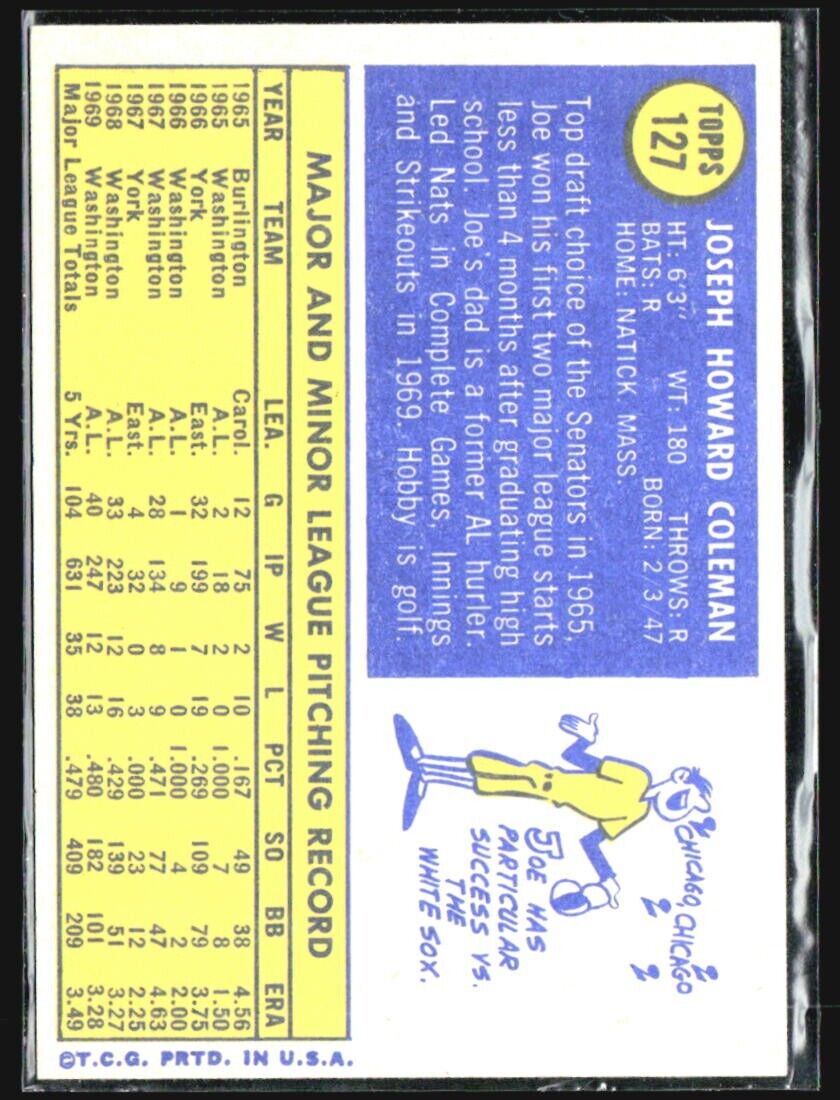 TOPPS
127
JOSEPH HOWARD COLEMAN
HT: 6'3" WT: 180 THROWS: R
BATS: R BORN: 2/3/47
HOME: NATICK, MASS.
Top draft choice of the Senators in 1965,
Joe won his first two major league starts
less than 4 months after graduating high
school. Joe's dad is a former AL hurler.
Led Nats in Complete Games, Innings
and Strikeouts in 1969. Hobby is golf.
CHICAGO, CHICAGO
JOE HAS
PARTICULAR
SUCCESS VS.
THE
WHITE SOX.
MAJOR AND MINOR LEAGUE PITCHING RECORD
YEAR TEAM LEA. G IP W L PCT SO BB ERA
1965 Burlington Carol. 12 75 2 10 .167 49 38 4.56
1965 Washington A.L. 2 18 2 0 1.000 7 8 1.50
1966 York East. 32 199 7 19 .269 109 79 3.75
1966 Washington A.L. 1 9 1 0 1.000 4 2 2.00
1967 Washington A.L. 28 134 8 9 .471 77 47 4.63
1967 York East. 4 32 0 3 .000 23 12 2.25
1968 Washington A.L. 33 223 12 16 .429 139 51 3.27
1969 Washington A.L. 40 247 12 13 .480 182 101 3.28
Major League Totals 5 Yrs. 104 631 35 38 .479 409 209 3.49
©T.C.G. PRTD. IN U.S.A.